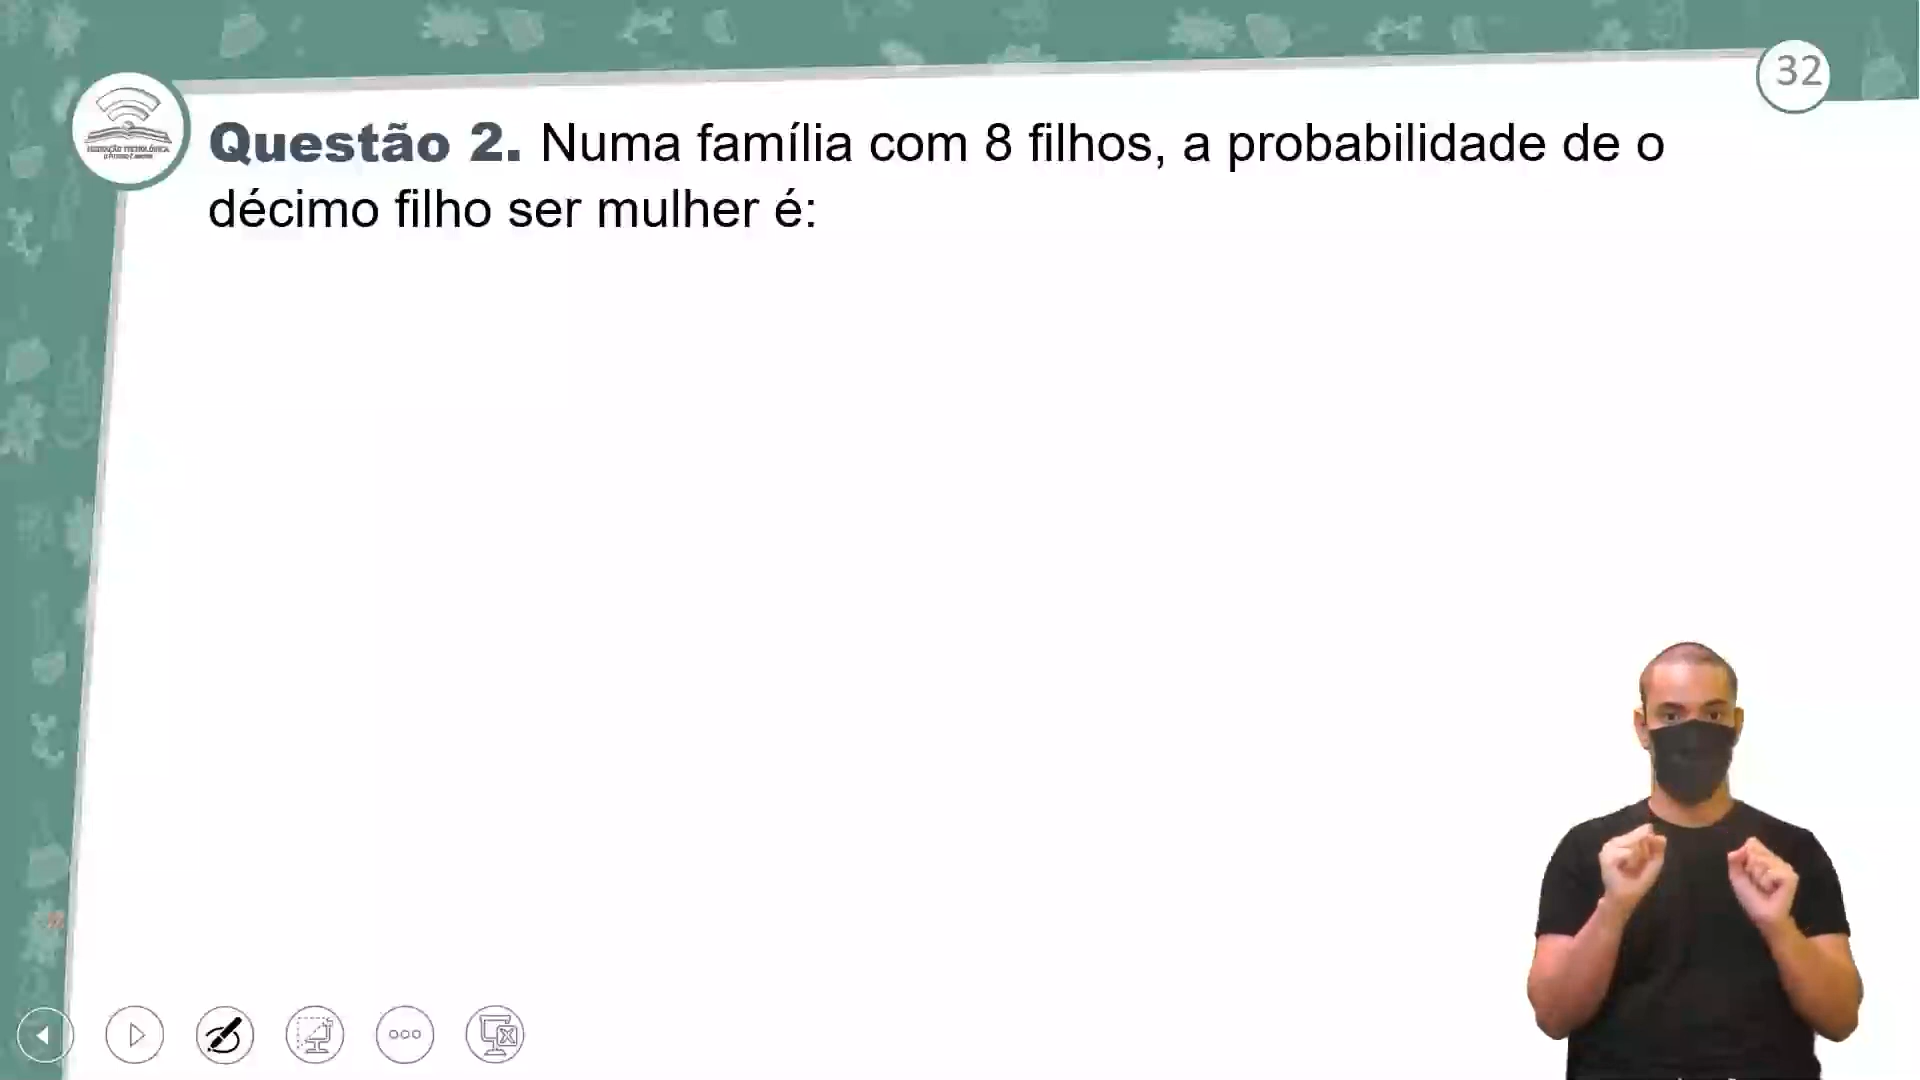 32
Questão 2. Numa família com 8 filhos, a probabilidade de o
décimo filho ser mulher é: